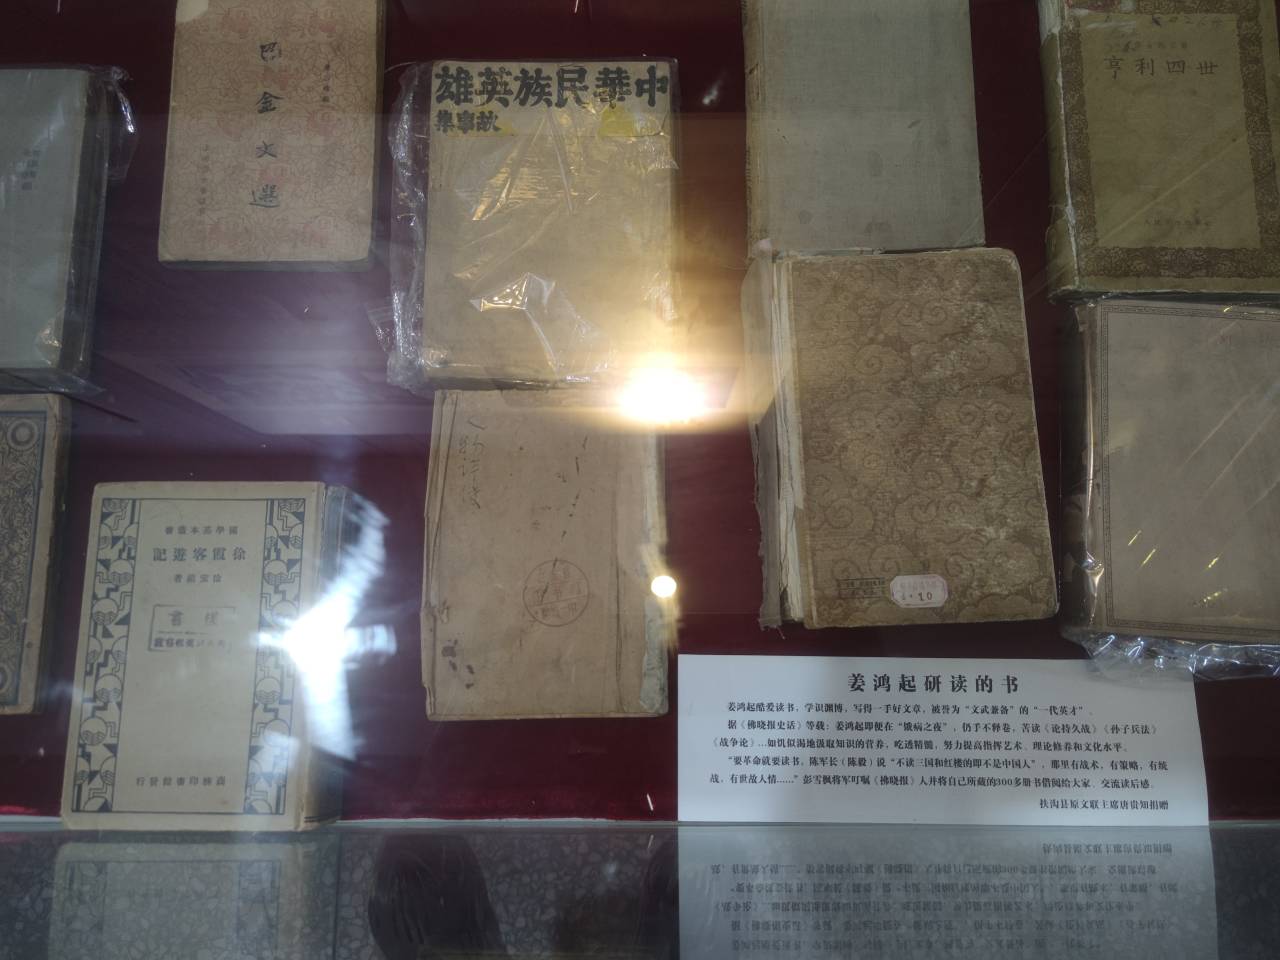 巴金文選
中華民族英雄
故事集
亨利四世
國學基本叢書
徐霞客遊記
徐宏祖著
商務印書館發行
10
姜鸿起研读的书
姜鸿起酷爱读书，学识渊博，写得一手好文章，被誉为“文武兼备”的“一代英才”。
据《拂晓报史话》等载：姜鸿起即便在“饿病之夜”，仍手不释卷，苦读《论持久战》《孙子兵法》
《战争论》…如饥似渴地汲取知识的营养，吃透精髓，努力提高指挥艺术、理论修养和文化水平。
“要革命就要读书，陈军长（陈毅）说“不读三国和红楼的即不是中国人”，那里有战术，有策略，有统
战，有世故人情……”彭雪枫将军叮嘱《拂晓报》人并将自己所藏的300多册书借阅给大家、交流读后感。
扶沟县原文联主席唐贵知捐赠